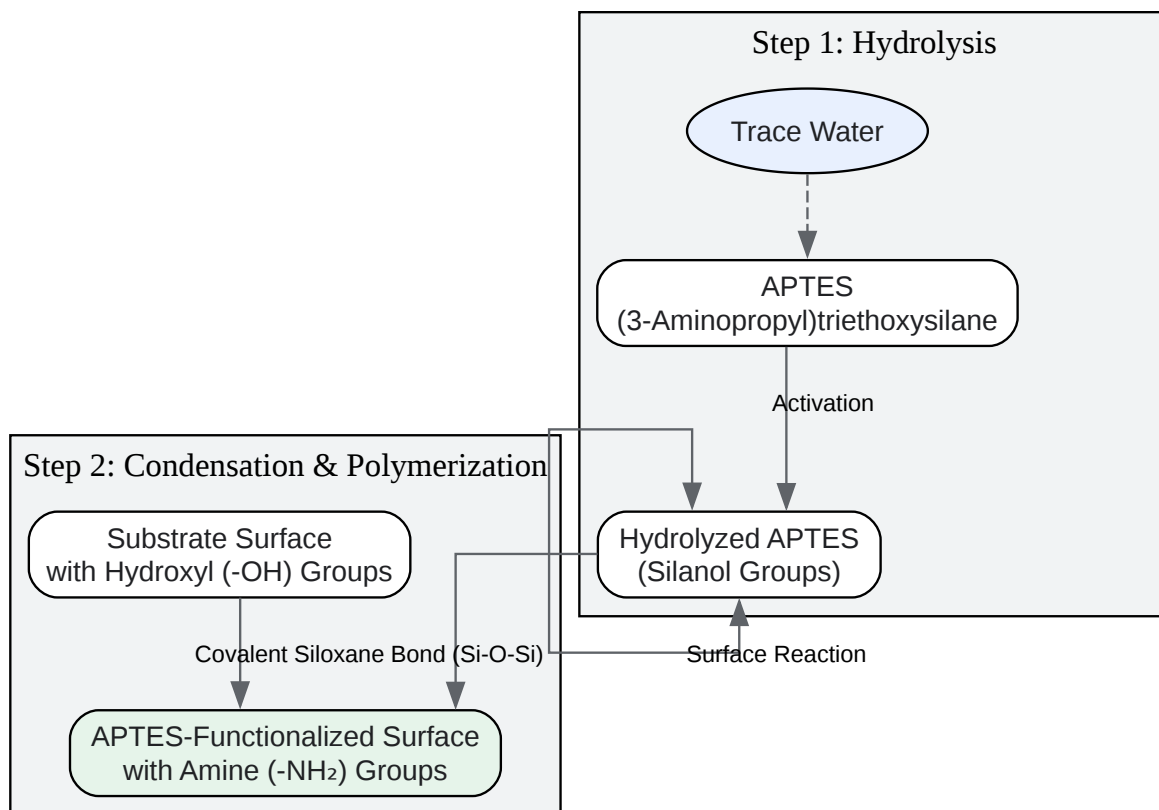 Step 1: Hydrolysis
Trace Water
APTES
(3-Aminopropyl)triethoxysilane
Activation
Hydrolyzed APTES
(Silanol Groups)
Surface Reaction
Step 2: Condensation & Polymerization
Substrate Surface
with Hydroxyl (-OH) Groups
Covalent Siloxane Bond (Si-O-Si)
APTES-Functionalized Surface
with Amine (-NH₂) Groups